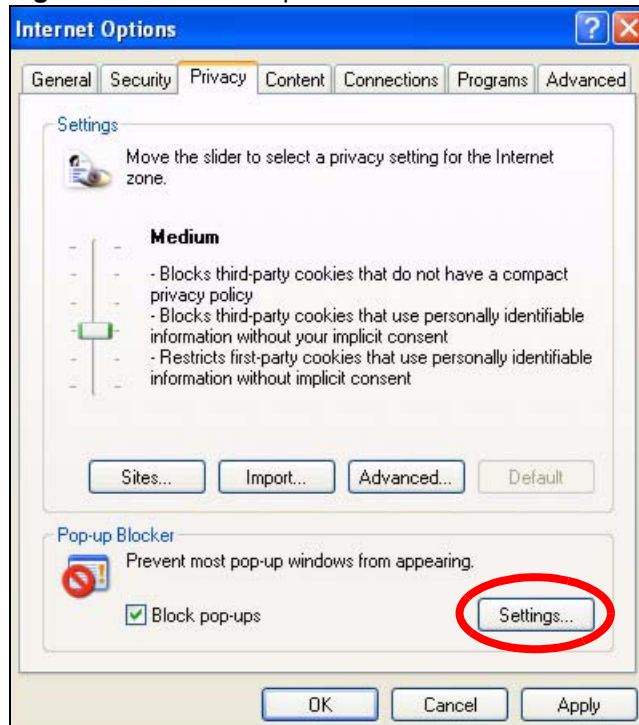 Internet Options
General Security Privacy Content Connections Programs Advanced
Settings
Move the slider to select a privacy setting for the Internet
zone.
Medium
- Blocks third-party cookies that do not have a compact
privacy policy
- Blocks third-party cookies that use personally identifiable
information without your implicit consent
- Restricts first-party cookies that use personally identifiable
information without implicit consent
Sites... Import... Advanced... Default
Pop-up Blocker
Prevent most pop-up windows from appearing.
Block pop-ups Settings...
OK Cancel Apply